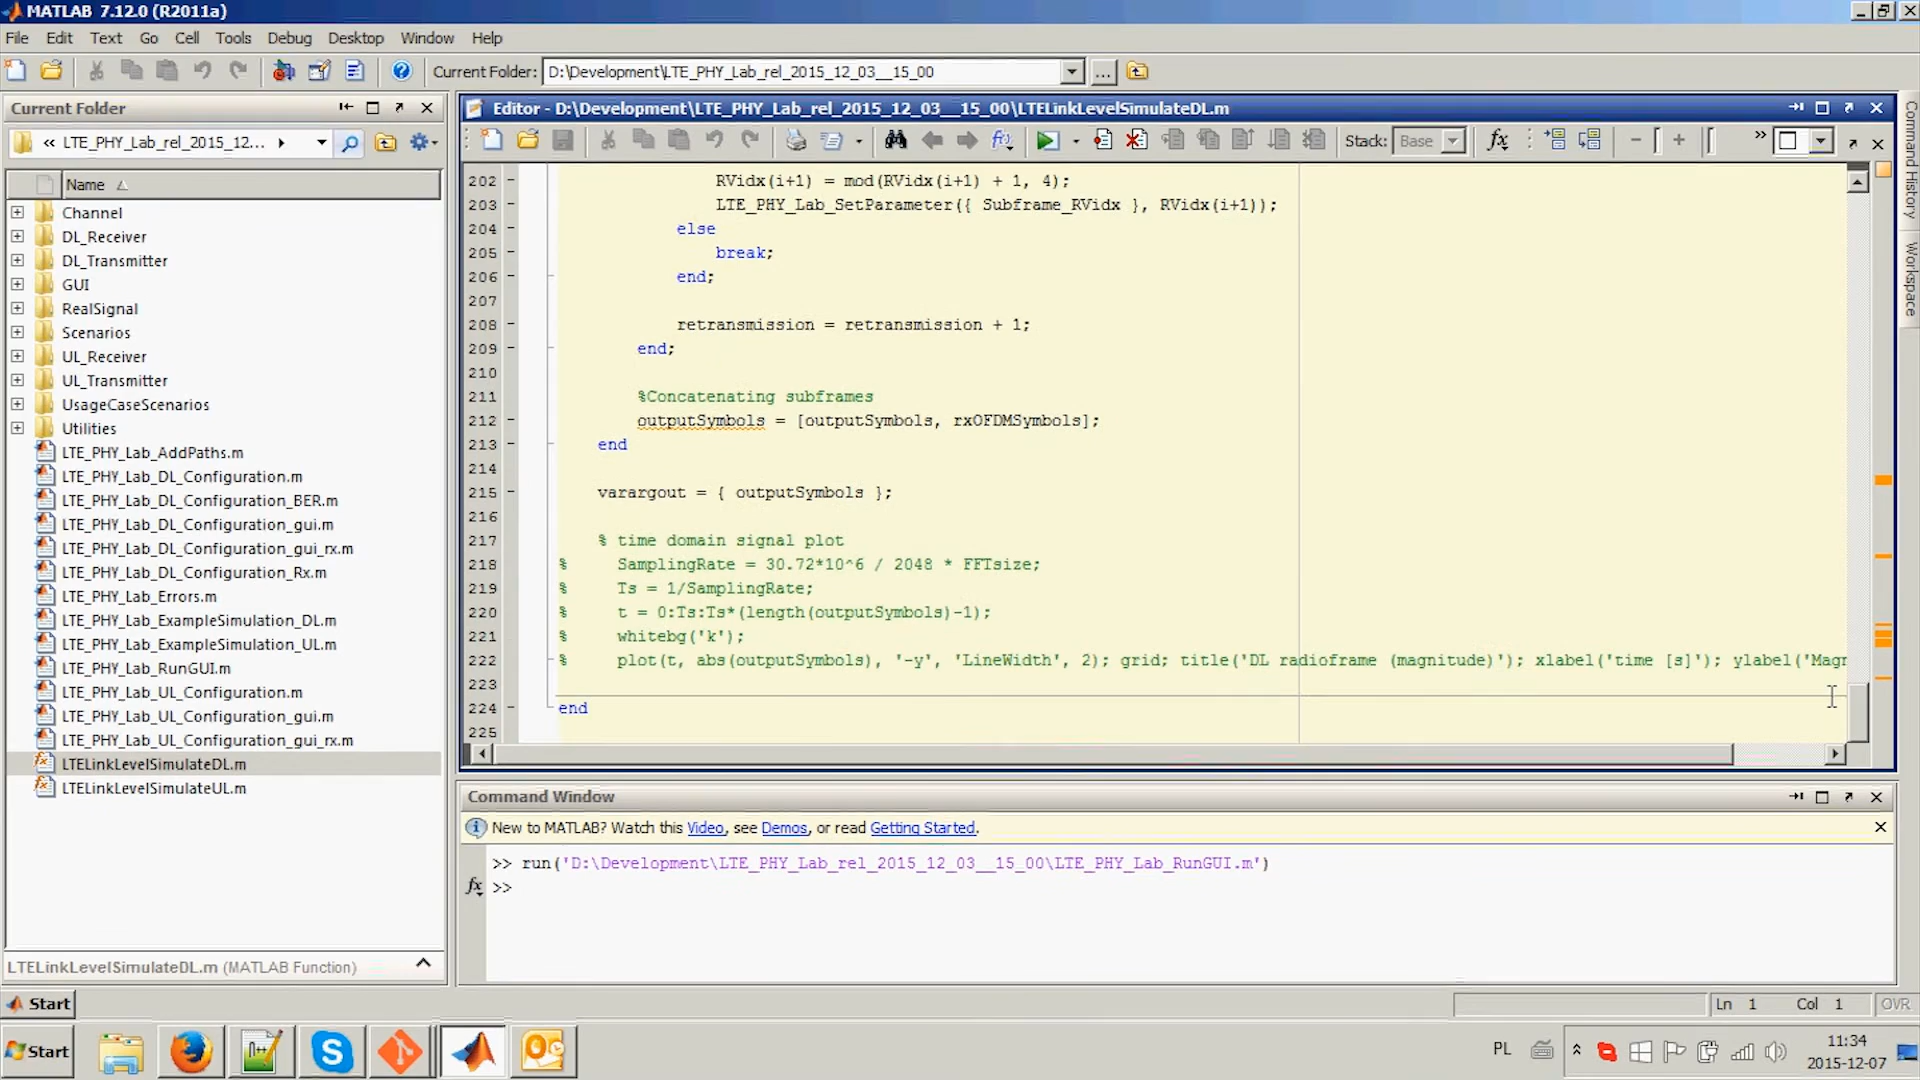 MATLAB 7.12.0 (R2011a)
File Edit Text Go Cell Tools Debug Desktop Window Help
Current Folder: D:\Development\LTE_PHY_Lab_rel_2015_12_03__15_00
Current Folder
« LTE_PHY_Lab_rel_2015_12...
Name
Channel
DL_Receiver
DL_Transmitter
GUI
RealSignal
Scenarios
UL_Receiver
UL_Transmitter
UsageCaseScenarios
Utilities
LTE_PHY_Lab_AddPaths.m
LTE_PHY_Lab_DL_Configuration.m
LTE_PHY_Lab_DL_Configuration_BER.m
LTE_PHY_Lab_DL_Configuration_gui.m
LTE_PHY_Lab_DL_Configuration_gui_rx.m
LTE_PHY_Lab_DL_Configuration_Rx.m
LTE_PHY_Lab_Errors.m
LTE_PHY_Lab_ExampleSimulation_DL.m
LTE_PHY_Lab_ExampleSimulation_UL.m
LTE_PHY_Lab_RunGUI.m
LTE_PHY_Lab_UL_Configuration.m
LTE_PHY_Lab_UL_Configuration_gui.m
LTE_PHY_Lab_UL_Configuration_gui_rx.m
LTELinkLevelSimulateDL.m
LTELinkLevelSimulateUL.m
LTELinkLevelSimulateDL.m (MATLAB Function)
Editor - D:\Development\LTE_PHY_Lab_rel_2015_12_03__15_00\LTELinkLevelSimulateDL.m
Stack: Base
202 - RVidx(i+1) = mod(RVidx(i+1) + 1, 4);
203 - LTE_PHY_Lab_SetParameter({ Subframe_RVidx }, RVidx(i+1));
204 - else
205 - break;
206 - end;
207
208 - retransmission = retransmission + 1;
209 - end;
210
211 %Concatenating subframes
212 - outputSymbols = [outputSymbols, rxOFDMSymbols];
213 - end
214
215 - varargout = { outputSymbols };
216
217 % time domain signal plot
218 % SamplingRate = 30.72*10^6 / 2048 * FFTsize;
219 % Ts = 1/SamplingRate;
220 % t = 0:Ts:Ts*(length(outputSymbols)-1);
221 % whitebg('k');
222 % plot(t, abs(outputSymbols), '-y', 'LineWidth', 2); grid; title('DL radioframe (magnitude)'); xlabel('time [s]'); ylabel('Magn
223
224 - end
225
Command History
Workspace
Command Window
New to MATLAB? Watch this Video, see Demos, or read Getting Started.
>> run('D:\Development\LTE_PHY_Lab_rel_2015_12_03__15_00\LTE_PHY_Lab_RunGUI.m')
fx >>
Start
Ln 1 Col 1 OVR
Start
PL
11:34
2015-12-07